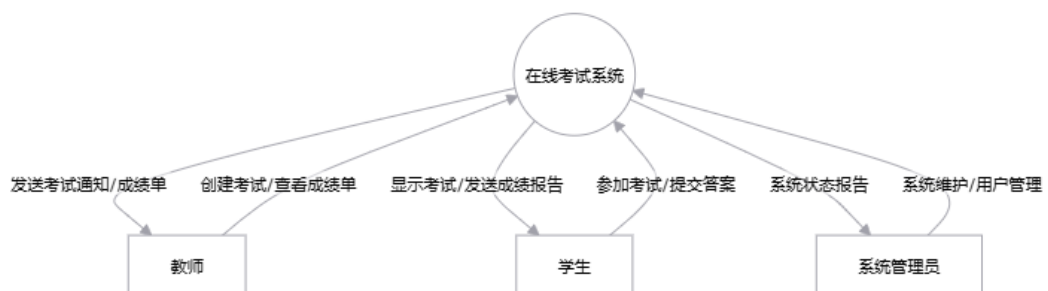 在线考试系统
发送考试通知/成绩单
创建考试/查看成绩单
显示考试/发送成绩报告
参加考试/提交答案
系统状态报告
系统维护/用户管理
教师
学生
系统管理员